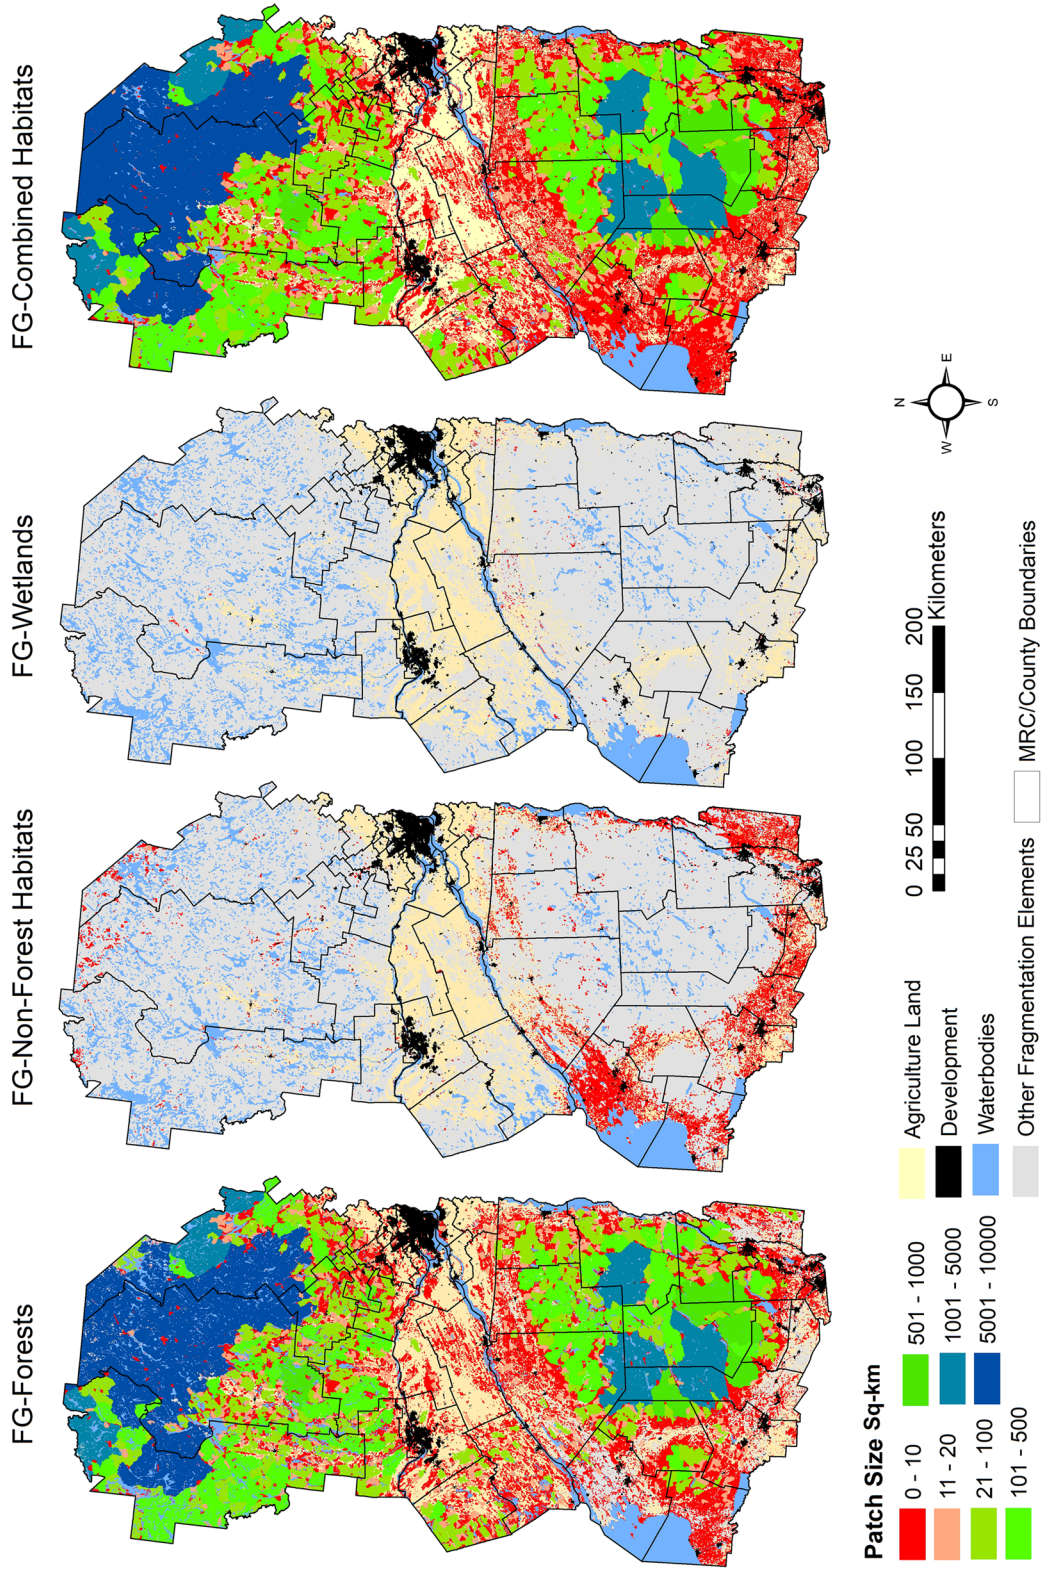 FG-Forests
FG-Non-Forest Habitats
FG-Wetlands
FG-Combined Habitats
Patch Size Sq-km
0 - 10
11 - 20
21 - 100
101 - 500
501 - 1000
1001 - 5000
5001 - 10000
Agriculture Land
Development
Waterbodies
Other Fragmentation Elements
MRC/County Boundaries
0 25 50 100 150 200
Kilometers
N
W E
S